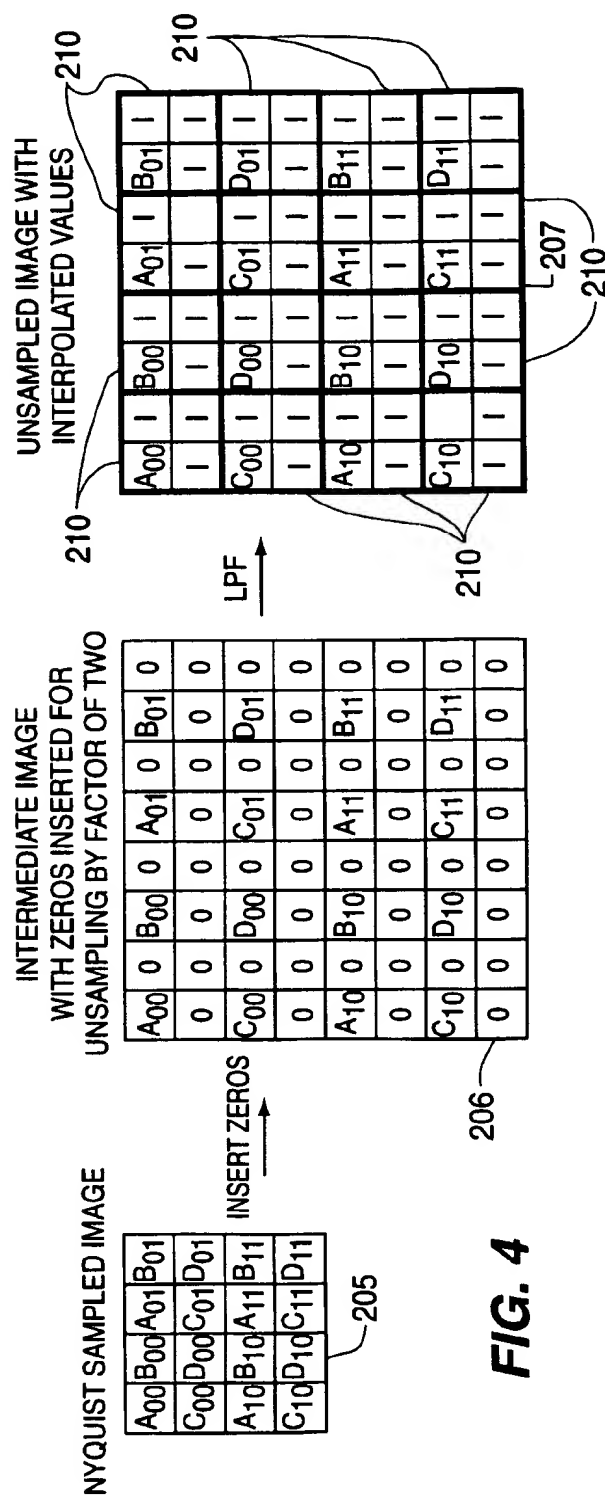 NYQUIST SAMPLED IMAGE
A00 B00 A01 B01
C00 D00 C01 D01
A10 B10 A11 B11
C10 D10 C11 D11
205
INSERT ZEROS
INTERMEDIATE IMAGE
WITH ZEROS INSERTED FOR
UNSAMPLING BY FACTOR OF TWO
A00 0 B00 0 A01 0 B01 0
0 0 0 0 0 0 0 0
C00 0 D00 0 C01 0 D01 0
0 0 0 0 0 0 0 0
A10 0 B10 0 A11 0 B11 0
0 0 0 0 0 0 0 0
C10 0 D10 0 C11 0 D11 0
0 0 0 0 0 0 0 0
206
LPF
UNSAMPLED IMAGE WITH
INTERPOLATED VALUES
210
210
210
A00 I B00 I A01 I B01 I
I I I I I I I I
C00 I D00 I C01 I D01 I
I I I I I I I I
A10 I B10 I A11 I B11 I
I I I I I I I I
C10 I D10 I C11 I D11 I
I I I I I I I I
210
207
210
FIG. 4